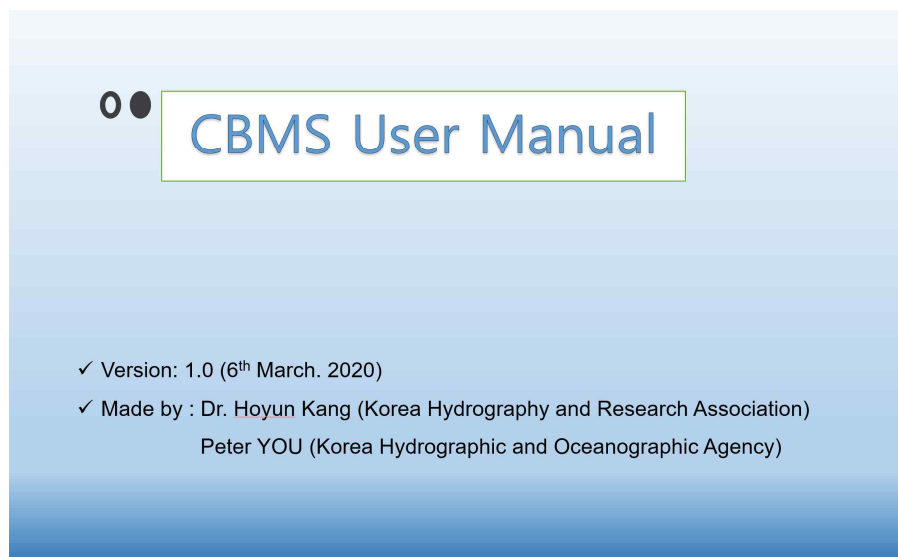 CBMS User Manual
✓ Version: 1.0 (6th March. 2020)
✓ Made by : Dr. Hoyun Kang (Korea Hydrography and Research Association)
Peter YOU (Korea Hydrographic and Oceanographic Agency)